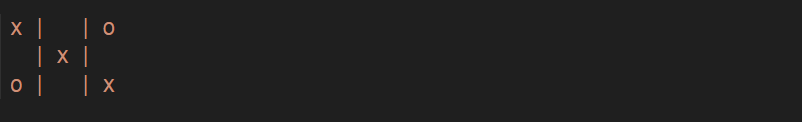 x |   | o
  | x |
o |   | x